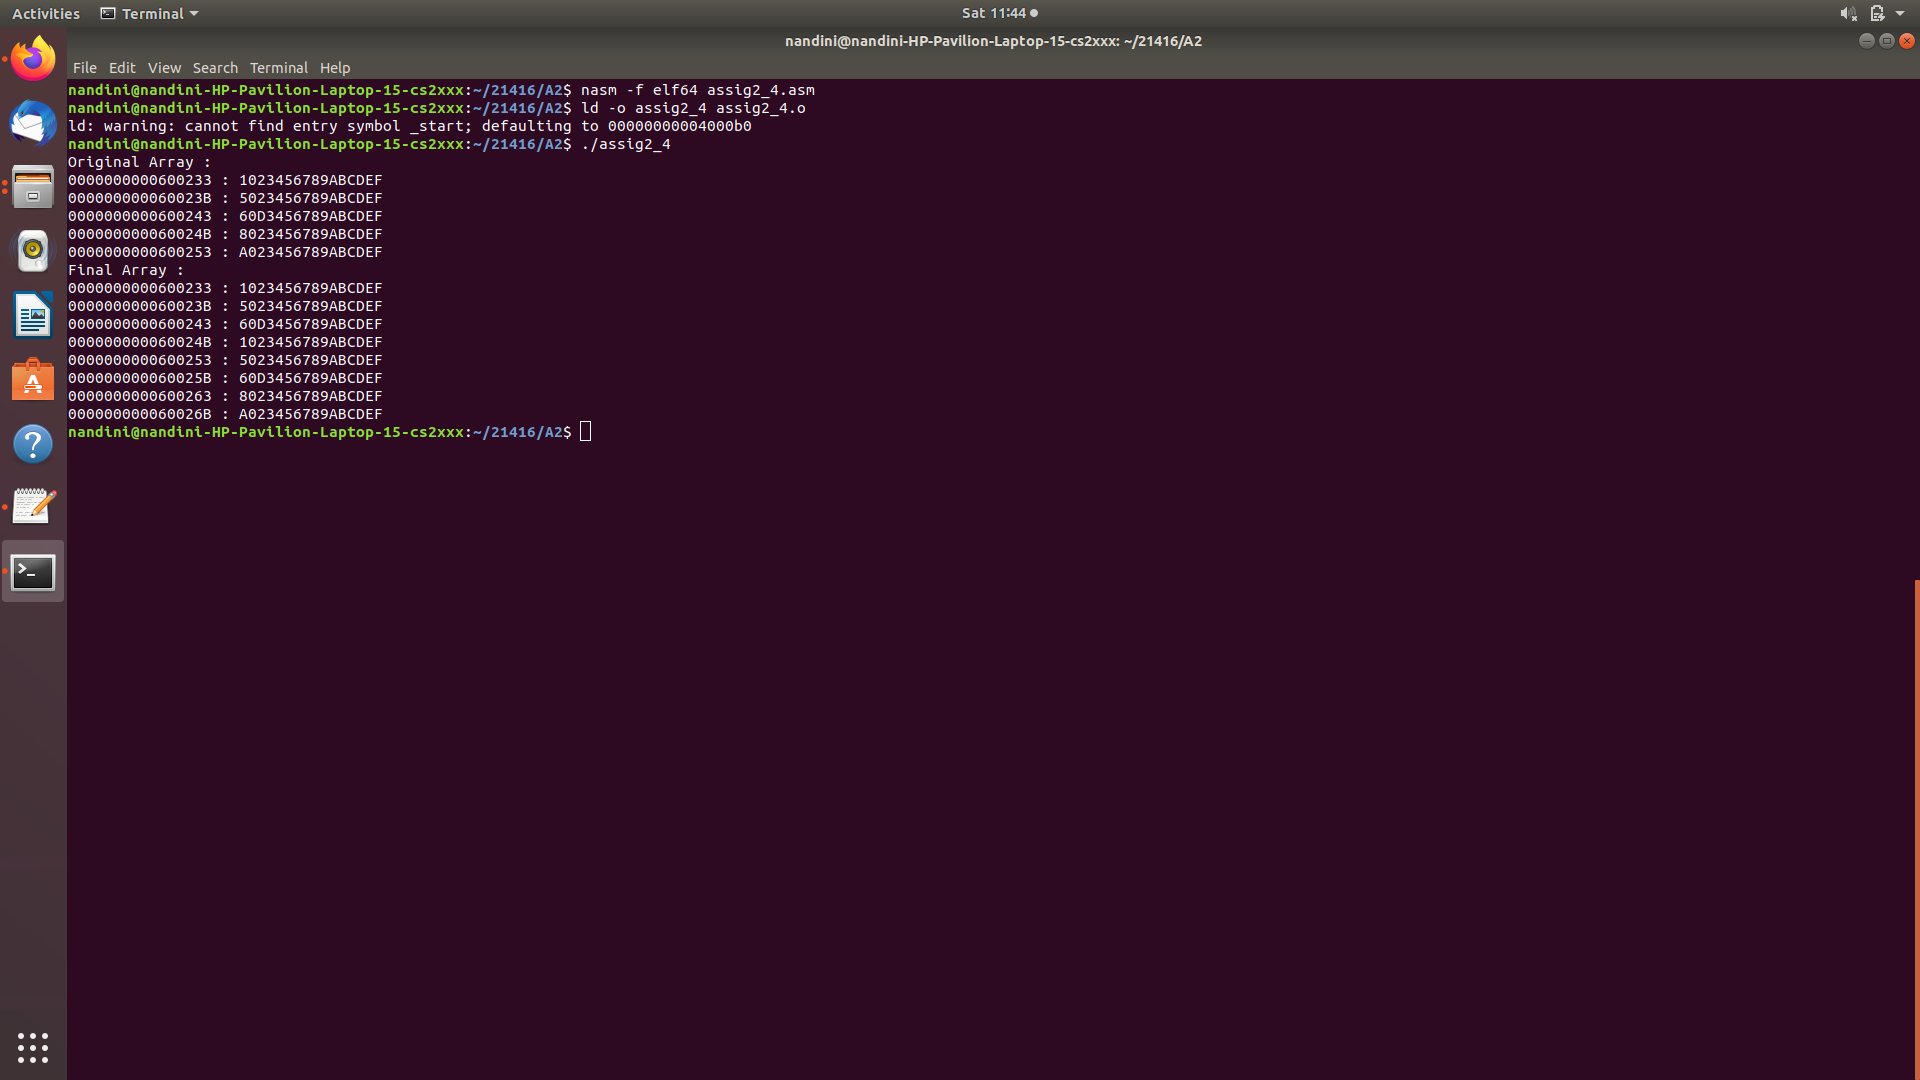 Activities Terminal Sat 11:44
nandini@nandini-HP-Pavilion-Laptop-15-cs2xxx: ~/21416/A2
File Edit View Search Terminal Help
nandini@nandini-HP-Pavilion-Laptop-15-cs2xxx:~/21416/A2$ nasm -f elf64 assig2_4.asm
nandini@nandini-HP-Pavilion-Laptop-15-cs2xxx:~/21416/A2$ ld -o assig2_4 assig2_4.o
ld: warning: cannot find entry symbol _start; defaulting to 00000000004000b0
nandini@nandini-HP-Pavilion-Laptop-15-cs2xxx:~/21416/A2$ ./assig2_4
Original Array :
0000000000600233 : 1023456789ABCDEF
000000000060023B : 5023456789ABCDEF
0000000000600243 : 60D3456789ABCDEF
000000000060024B : 8023456789ABCDEF
0000000000600253 : A023456789ABCDEF
Final Array :
0000000000600233 : 1023456789ABCDEF
000000000060023B : 5023456789ABCDEF
0000000000600243 : 60D3456789ABCDEF
000000000060024B : 1023456789ABCDEF
0000000000600253 : 5023456789ABCDEF
000000000060025B : 60D3456789ABCDEF
0000000000600263 : 8023456789ABCDEF
000000000060026B : A023456789ABCDEF
nandini@nandini-HP-Pavilion-Laptop-15-cs2xxx:~/21416/A2$